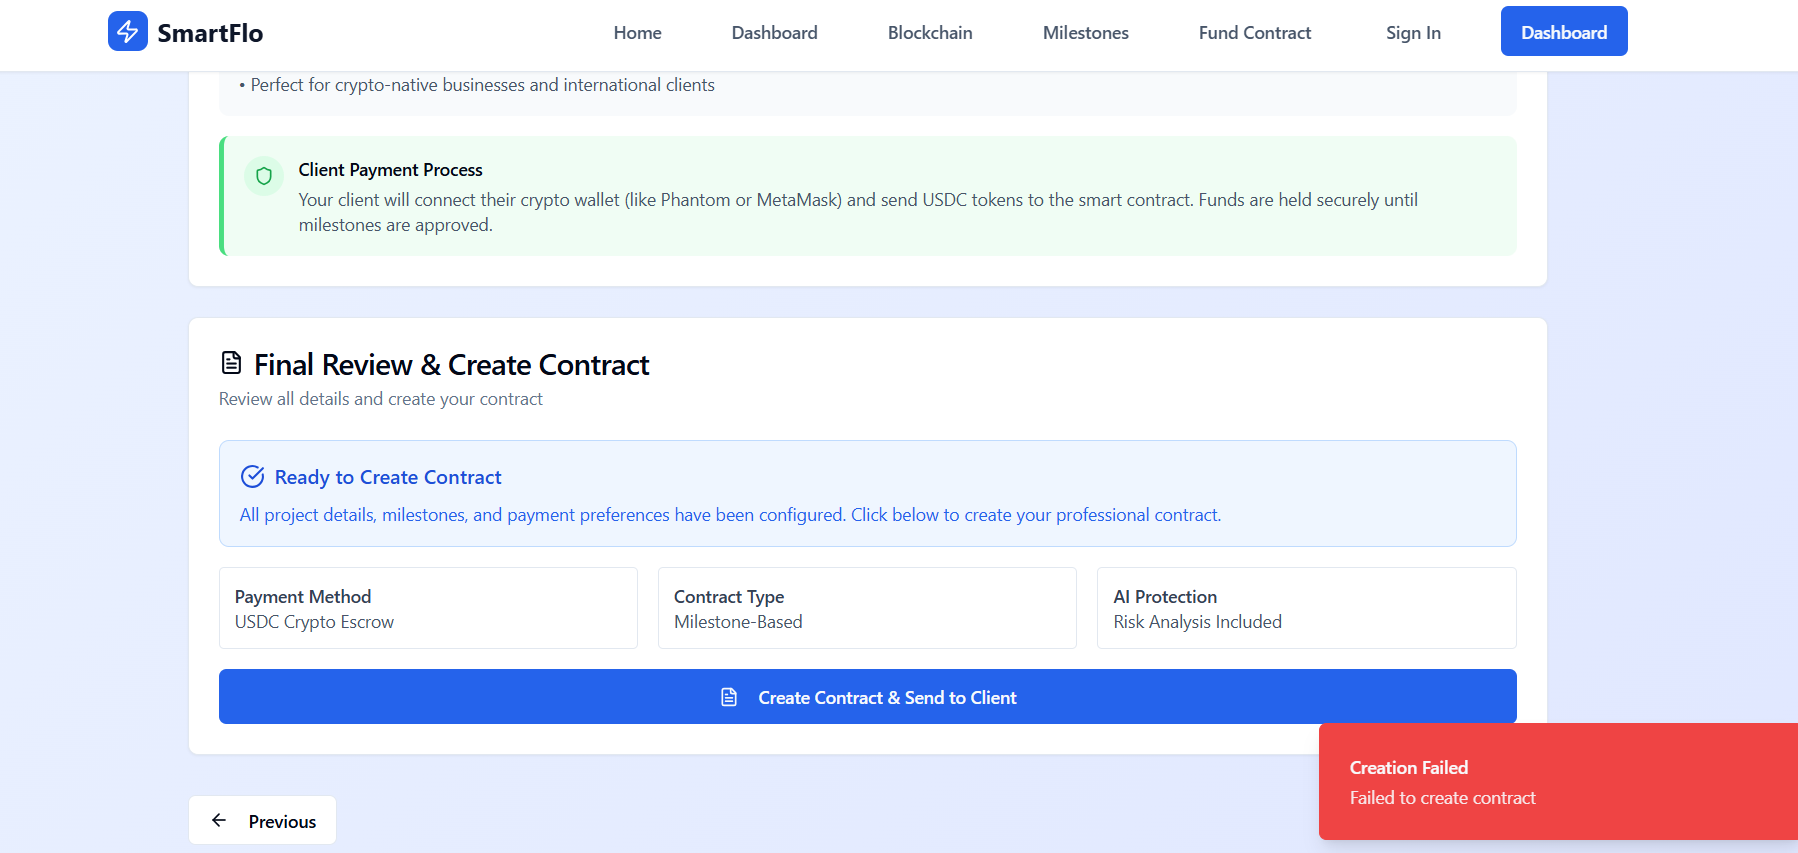 SmartFlo
Home
Dashboard
Blockchain
Milestones
Fund Contract
Sign In
Dashboard
• Perfect for crypto-native businesses and international clients
Client Payment Process
Your client will connect their crypto wallet (like Phantom or MetaMask) and send USDC tokens to the smart contract. Funds are held securely until
milestones are approved.
Final Review & Create Contract
Review all details and create your contract
Ready to Create Contract
All project details, milestones, and payment preferences have been configured. Click below to create your professional contract.
Payment Method
USDC Crypto Escrow
Contract Type
Milestone-Based
AI Protection
Risk Analysis Included
Create Contract & Send to Client
Creation Failed
Failed to create contract
Previous